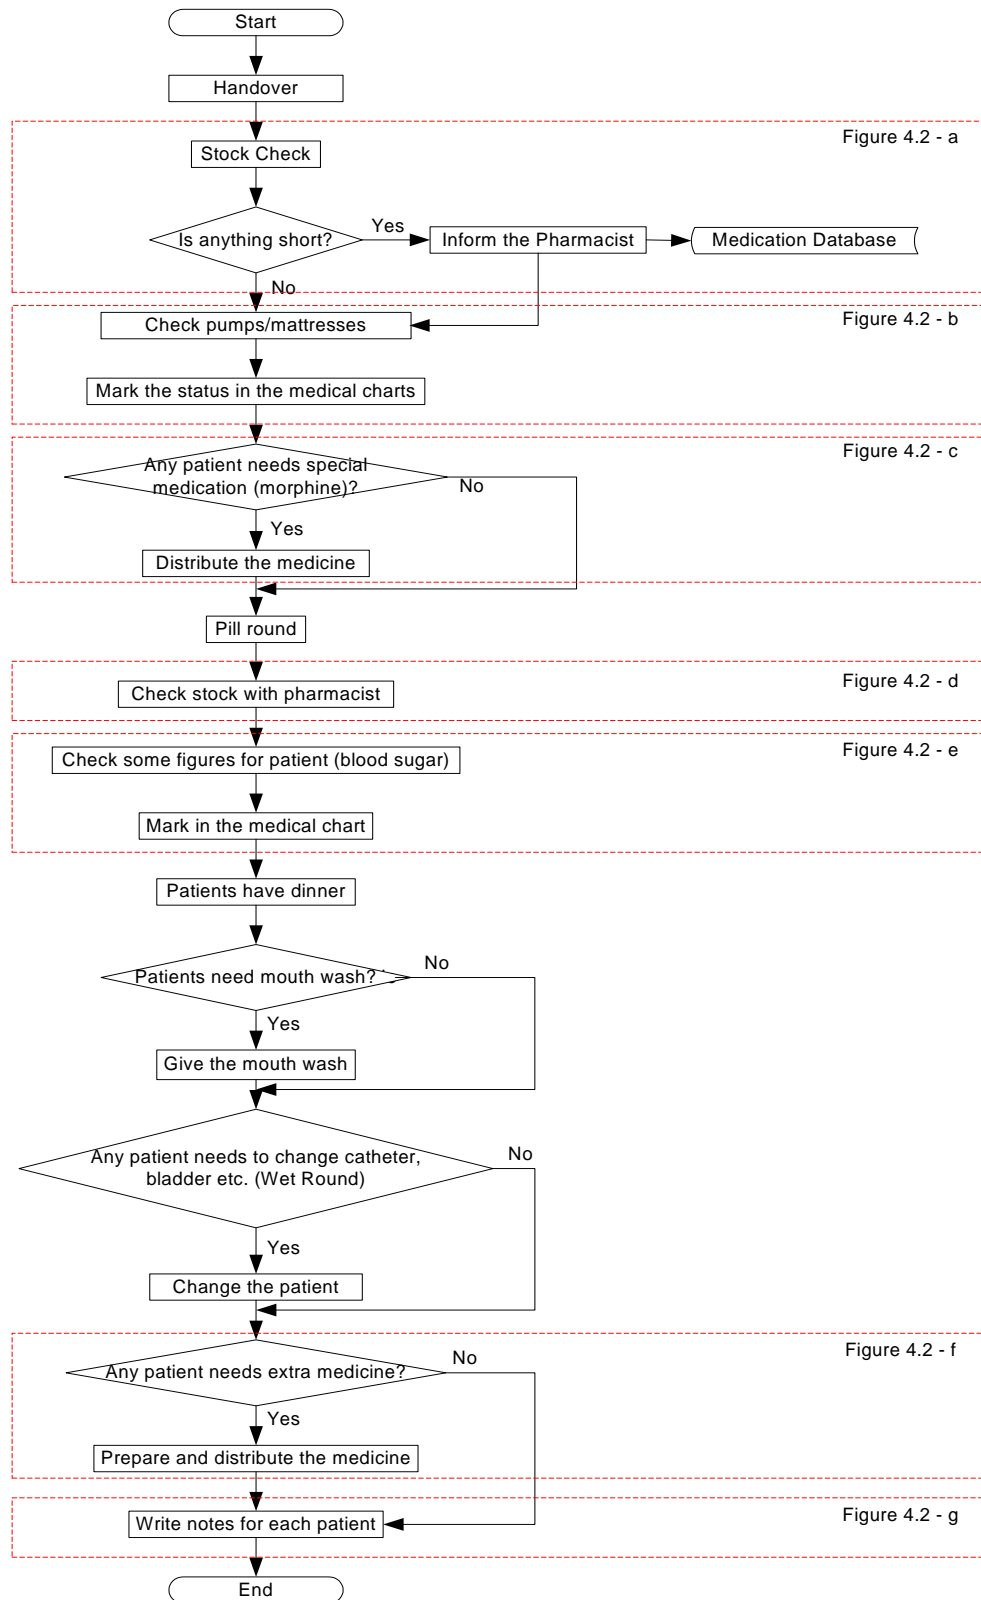 Start
Handover
Figure 4.2 - a
Stock Check
Is anything short?
Yes
Inform the Pharmacist
Medication Database
No
Figure 4.2 - b
Check pumps/mattresses
Mark the status in the medical charts
Figure 4.2 - c
Any patient needs special
medication (morphine)?
No
Yes
Distribute the medicine
Pill round
Figure 4.2 - d
Check stock with pharmacist
Figure 4.2 - e
Check some figures for patient (blood sugar)
Mark in the medical chart
Patients have dinner
Patients need mouth wash?
No
Yes
Give the mouth wash
Any patient needs to change catheter,
bladder etc. (Wet Round)
No
Yes
Change the patient
Figure 4.2 - f
Any patient needs extra medicine?
No
Yes
Prepare and distribute the medicine
Figure 4.2 - g
Write notes for each patient
End